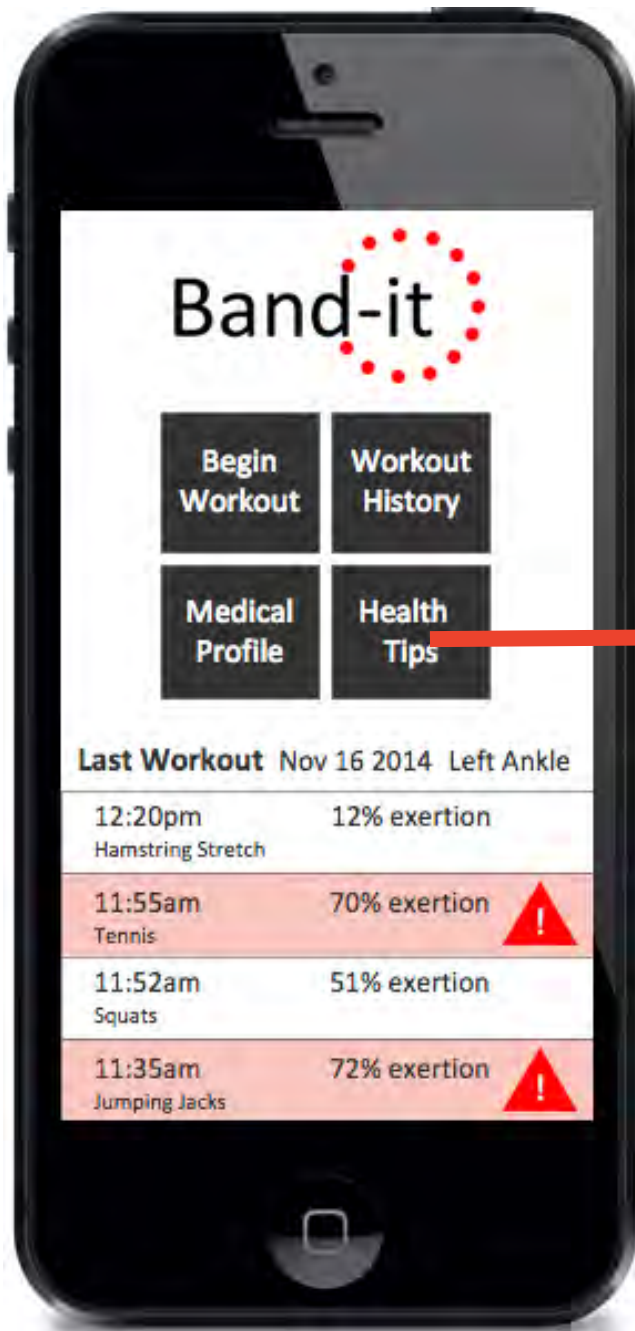 Band-it
Begin Workout
Workout History
Medical Profile
Health Tips
Last Workout Nov 16 2014 Left Ankle
12:20pm 12% exertion
Hamstring Stretch
11:55am 70% exertion !
Tennis
11:52am 51% exertion
Squats
11:35am 72% exertion !
Jumping Jacks